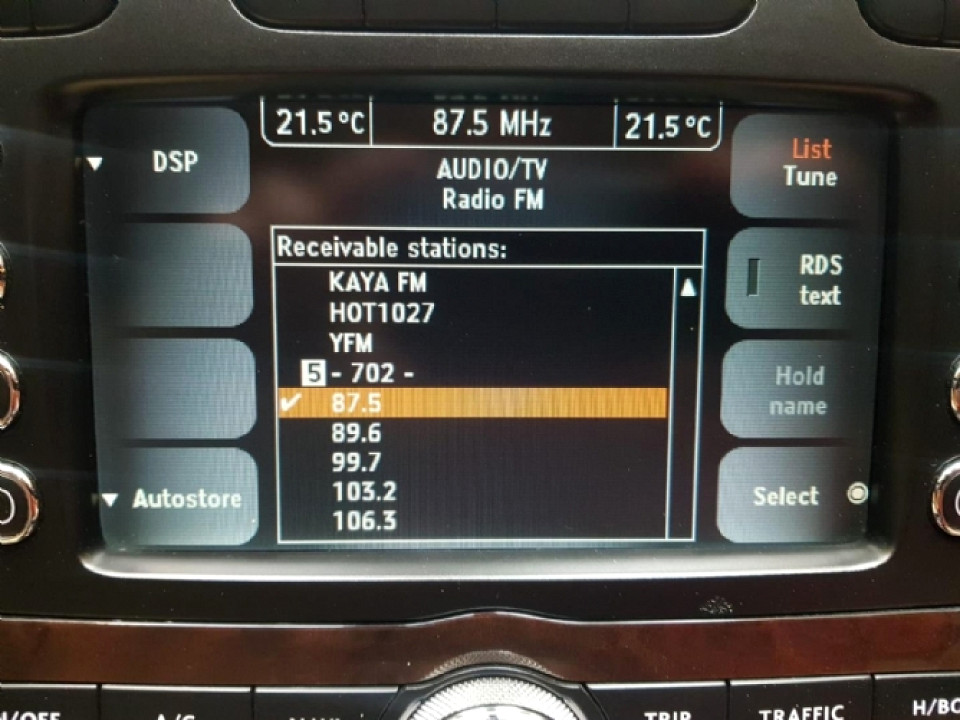 21.5 °C 87.5 MHz 21.5 °C
DSP
AUDIO/TV
Radio FM
List
Tune
Receivable stations:
KAYA FM
HOT1027
YFM
5 - 702 -
87.5
89.6
99.7
103.2
106.3
RDS
text
Hold
name
Autostore
Select
A/C
TRIP
TRAFFIC